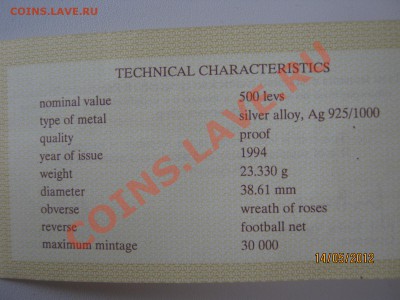 COINS.LAVE.RU
TECHNICAL CHARACTERISTICS
nominal value 500 levs
type of metal silver alloy, Ag 925/1000
quality proof
year of issue 1994
weight 23.330 g
diameter 38.61 mm
obverse wreath of roses
reverse football net
maximum mintage 30 000
COINS.LAVE.RU
14/05/2012